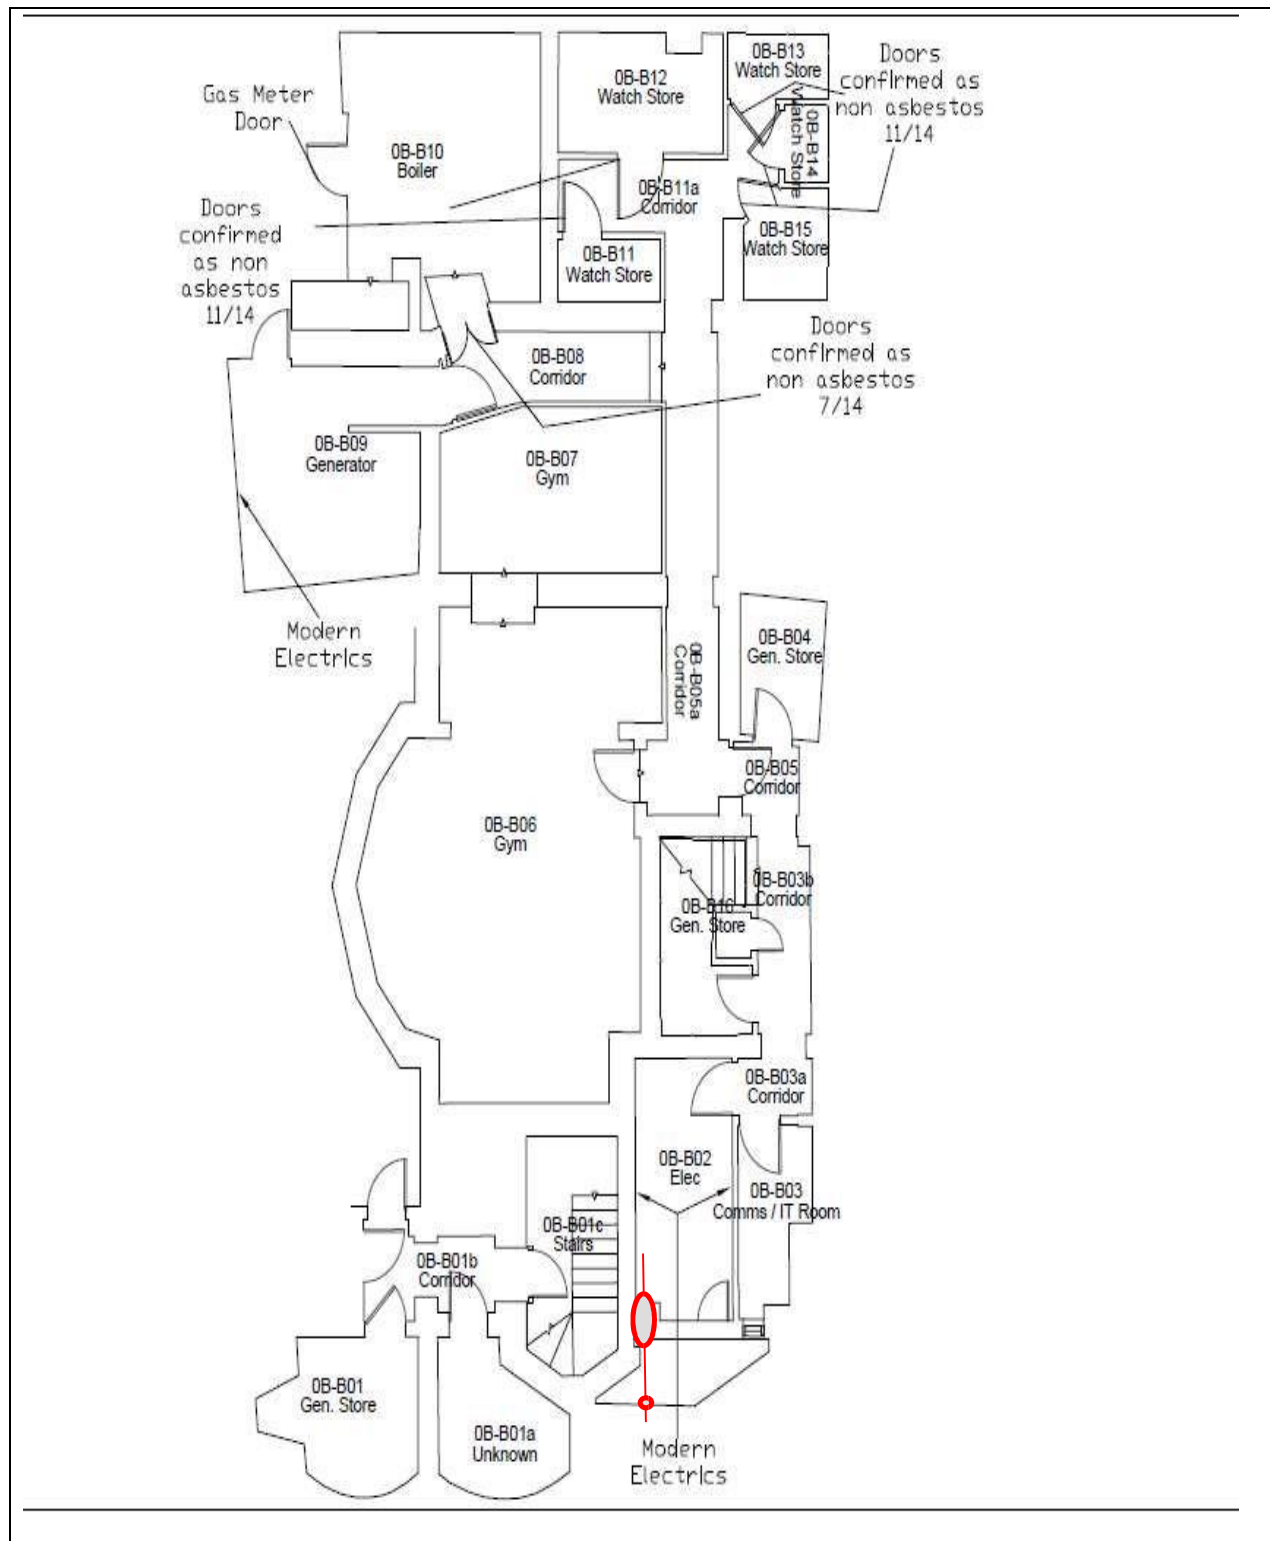 0B-B13
Watch Store
Doors
confirmed as
non asbestos
11/14
0B-B12
Watch Store
Gas Meter
Door
0B-B14
Watch Store
0B-B10
Boiler
0B-B11a
Corridor
Doors
confirmed
as non
asbestos
11/14
0B-B15
Watch Store
0B-B11
Watch Store
Doors
confirmed as
non asbestos
7/14
0B-B08
Corridor
0B-B09
Generator
0B-B07
Gym
Modern
Electrics
0B-B04
Gen. Store
0B-B05a
Corridor
0B-B05
Corridor
0B-B06
Gym
0B-B03b
Corridor
0B-B16
Gen. Store
0B-B03a
Corridor
0B-B02
Elec
0B-B03
Comms / IT Room
0B-B01c
Stairs
0B-B01b
Corridor
0B-B01
Gen. Store
0B-B01a
Unknown
Modern
Electrics